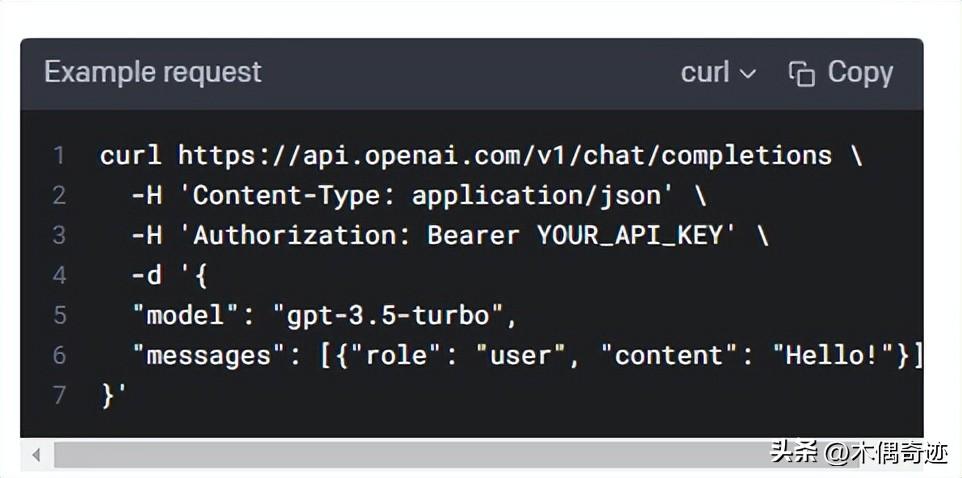 Example request
curl
Copy
1 curl https://api.openai.com/v1/chat/completions \
2 -H 'Content-Type: application/json' \
3 -H 'Authorization: Bearer YOUR_API_KEY' \
4 -d '{
5 "model": "gpt-3.5-turbo",
6 "messages": [{"role": "user", "content": "Hello!"}]
7 }'
头条 @木偶奇迹